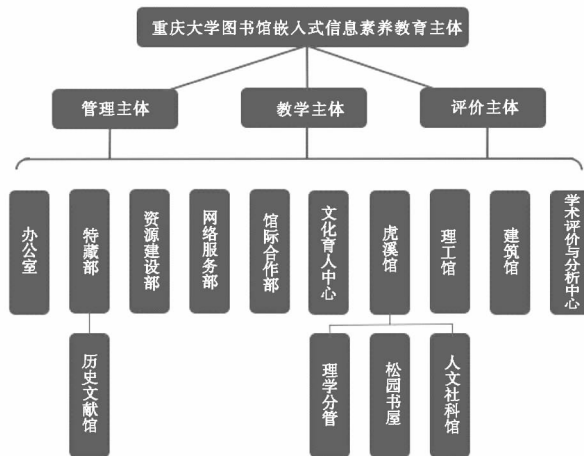 重庆大学图书馆嵌入式信息素养教育主体
管理主体
教学主体
评价主体
办公室
特藏部
资源建设部
网络服务部
馆际合作部
文化育人中心
虎溪馆
理工馆
建筑馆
学术评价与分析中心
历史文献馆
理学分管
松园书屋
人文社科馆